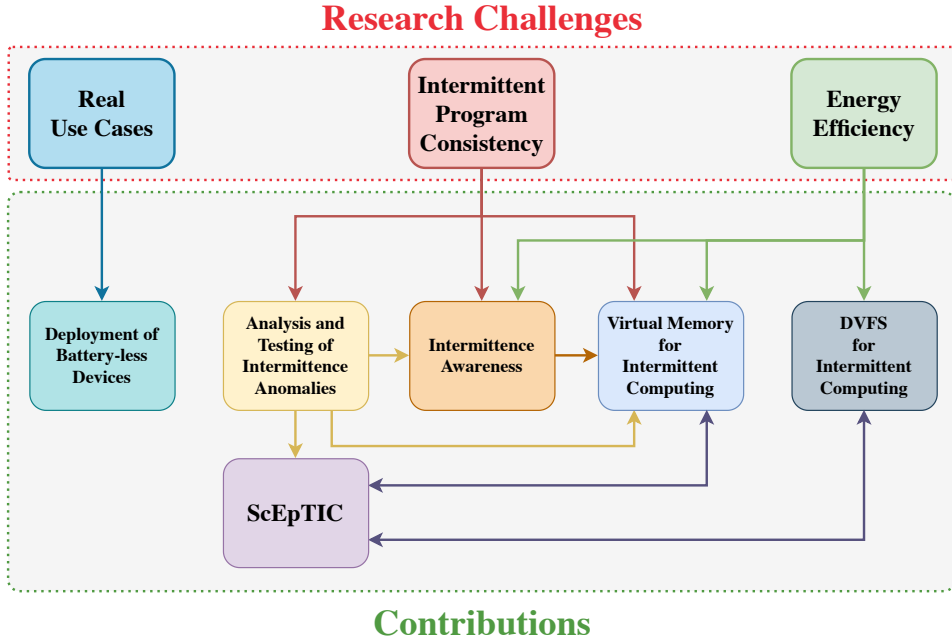 Research Challenges
Real
Use Cases
Intermittent
Program
Consistency
Energy
Efficiency
Deployment of
Battery-less
Devices
Analysis and
Testing of
Intermittence
Anomalies
Intermittence
Awareness
Virtual Memory
for
Intermittent
Computing
DVFS
for
Intermittent
Computing
ScEpTIC
Contributions